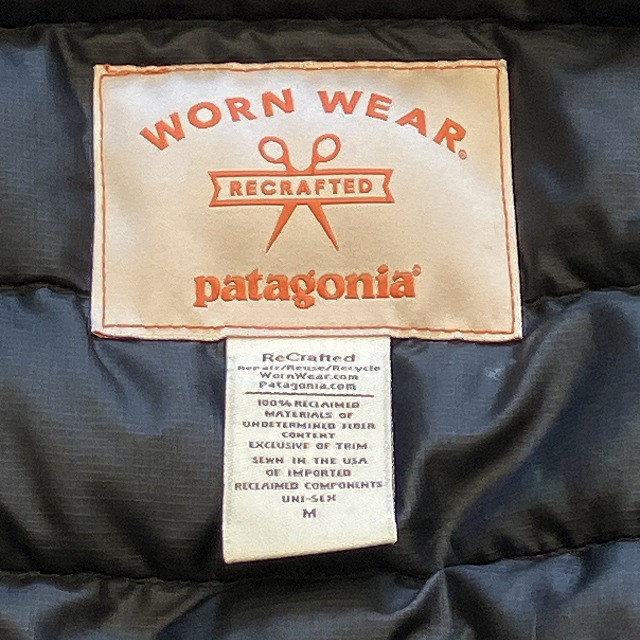 WORN WEAR®
RECRAFTED
patagonia®
ReCrafted
Repair/Reuse/Recycle
WornWear.com
Patagonia.com
100% RECLAIMED
MATERIALS OF
UNDETERMINED FIBER
CONTENT
EXCLUSIVE OF TRIM
SEWN IN THE USA
OF IMPORTED
RECLAIMED COMPONENTS
UNI-SEX
M